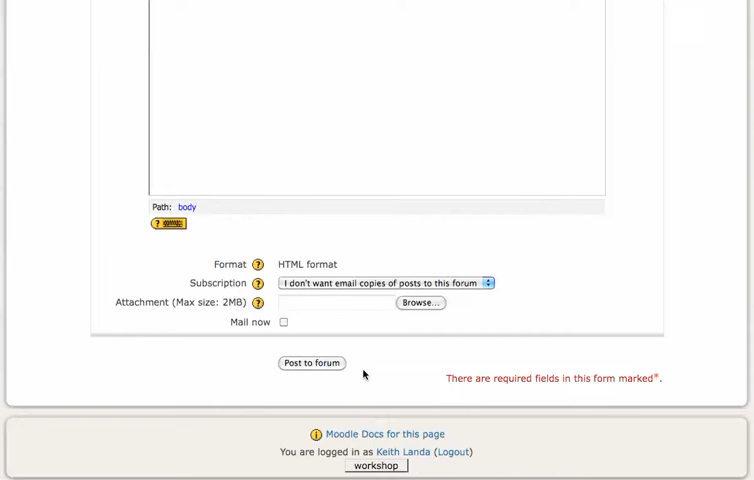 Path: body
?
Format ? HTML format
Subscription ? I don't want email copies of posts to this forum
Attachment (Max size: 2MB) ? Browse...
Mail now
Post to forum
There are required fields in this form marked*.
i Moodle Docs for this page
You are logged in as Keith Landa (Logout)
workshop